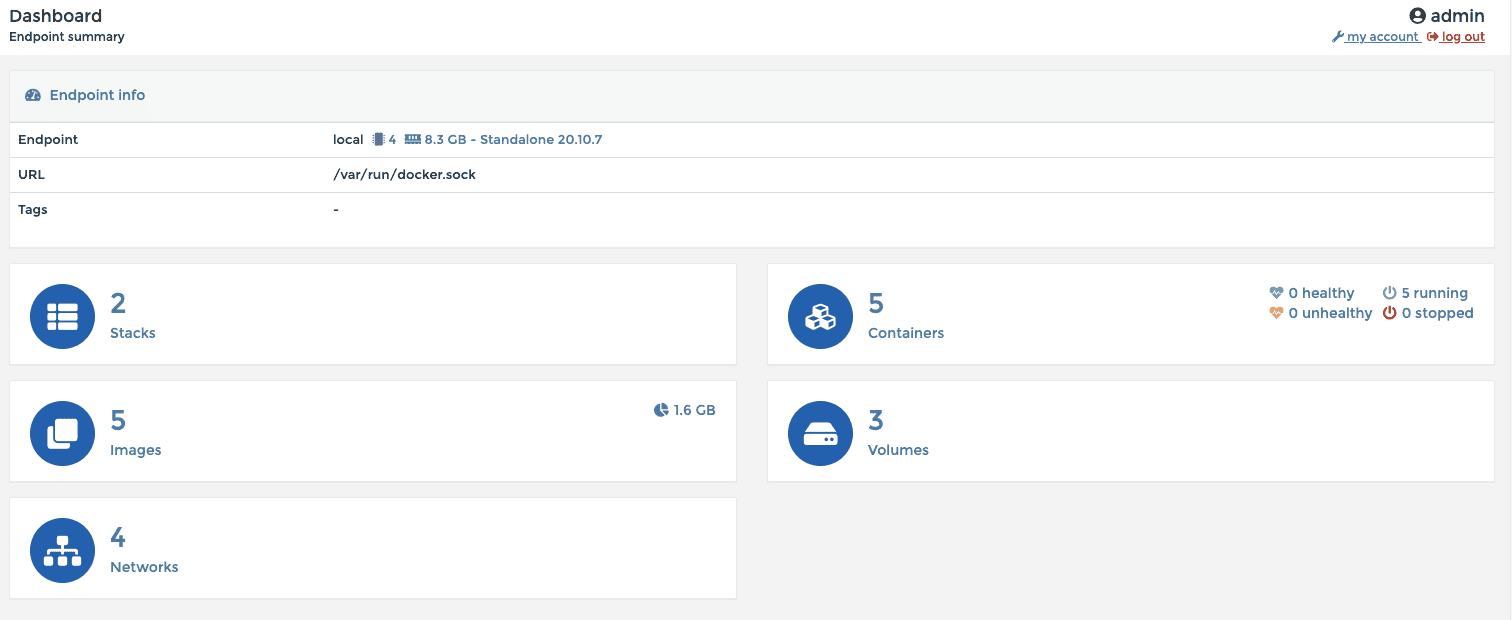 Dashboard
admin
Endpoint summary
my account log out
Endpoint info
Endpoint local 4 8.3 GB - Standalone 20.10.7
URL /var/run/docker.sock
Tags -
2
Stacks
5
Containers
0 healthy 5 running
0 unhealthy 0 stopped
5
Images
1.6 GB
3
Volumes
4
Networks